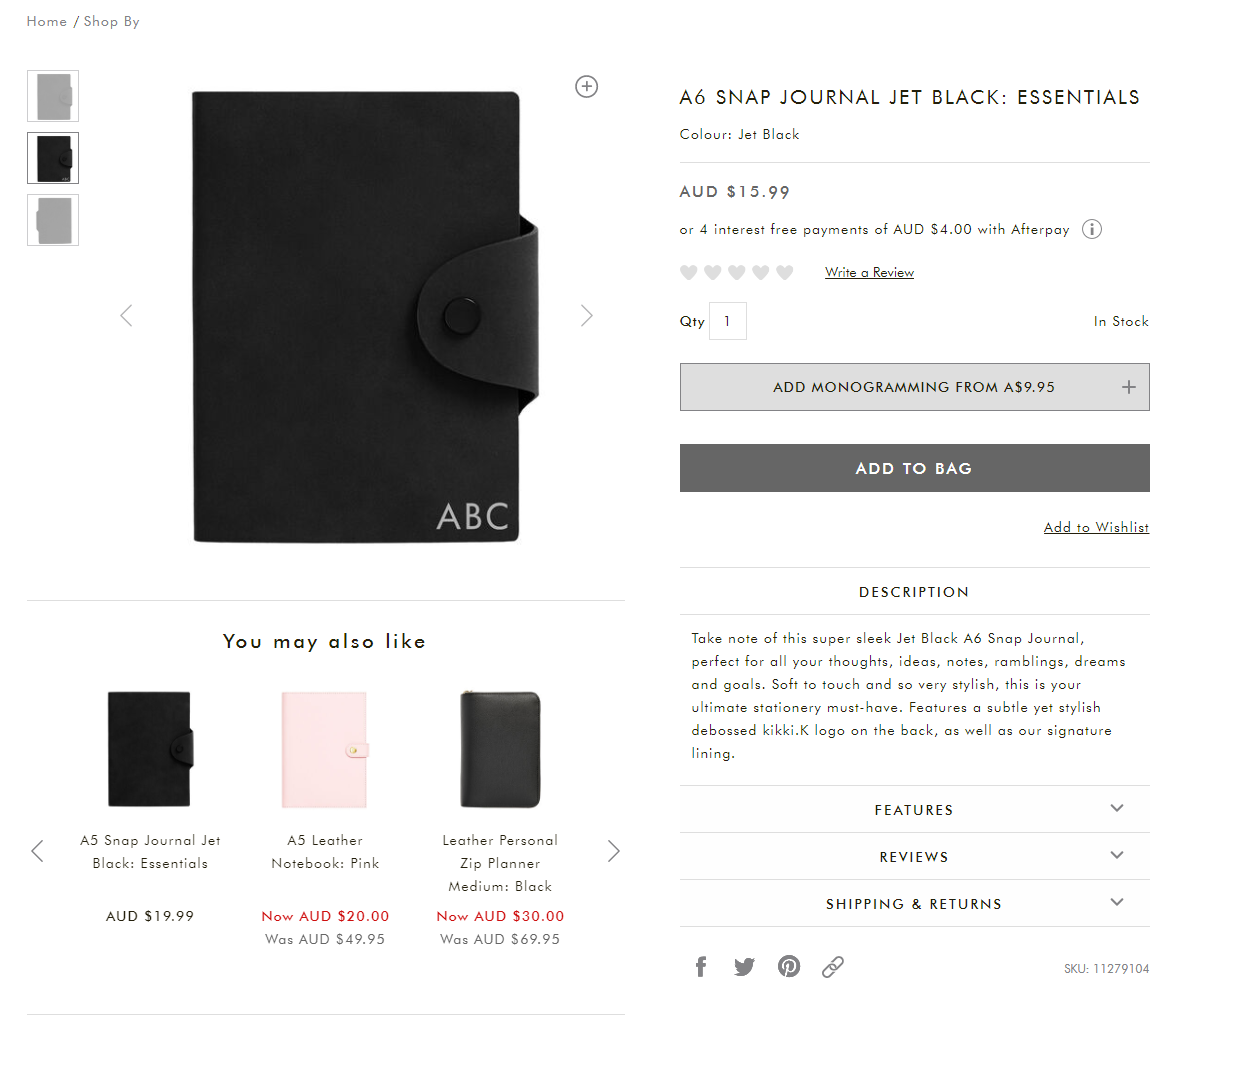 Home / Shop By
ABC
A6 SNAP JOURNAL JET BLACK: ESSENTIALS
Colour: Jet Black
AUD $15.99
or 4 interest free payments of AUD $4.00 with Afterpay
Write a Review
Qty 1
In Stock
ADD MONOGRAMMING FROM A$9.95
ADD TO BAG
Add to Wishlist
DESCRIPTION
Take note of this super sleek Jet Black A6 Snap Journal,
perfect for all your thoughts, ideas, notes, ramblings, dreams
and goals. Soft to touch and so very stylish, this is your
ultimate stationery must-have. Features a subtle yet stylish
debossed kikki.K logo on the back, as well as our signature
lining.
FEATURES
REVIEWS
SHIPPING & RETURNS
SKU: 11279104
You may also like
A5 Snap Journal Jet
Black: Essentials
AUD $19.99
A5 Leather
Notebook: Pink
Now AUD $20.00
Was AUD $49.95
Leather Personal
Zip Planner
Medium: Black
Now AUD $30.00
Was AUD $69.95